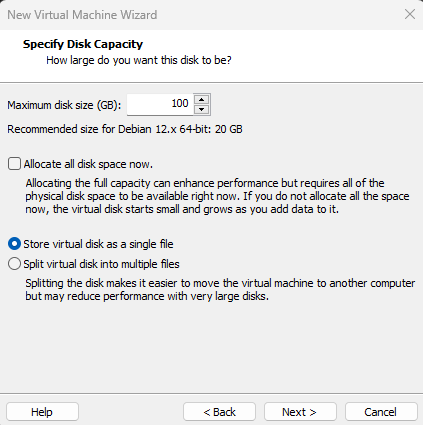 New Virtual Machine Wizard
Specify Disk Capacity
How large do you want this disk to be?
Maximum disk size (GB): 100
Recommended size for Debian 12.x 64-bit: 20 GB
Allocate all disk space now.
Allocating the full capacity can enhance performance but requires all of the
physical disk space to be available right now. If you do not allocate all the space
now, the virtual disk starts small and grows as you add data to it.
Store virtual disk as a single file
Split virtual disk into multiple files
Splitting the disk makes it easier to move the virtual machine to another computer
but may reduce performance with very large disks.
Help < Back Next > Cancel